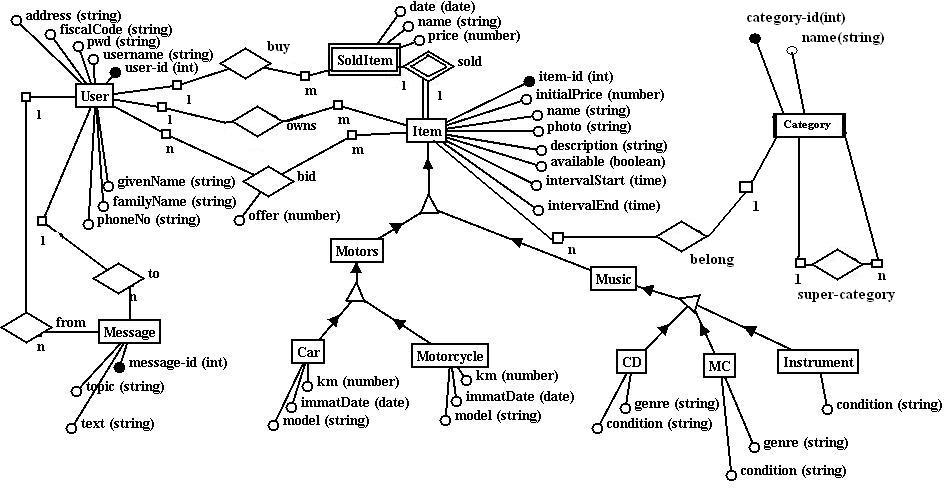 date (date)
address (string)
category-id(int)
name (string)
fiscalCode (string)
price (number)
name(string)
pwd (string)
buy
username (string)
SoldItem
sold
user-id (int)
item-id (int)
m
1
1
User
1
initialPrice (number)
1
1
m
name (string)
owns
Item
photo (string)
Category
n
m
description (string)
available (boolean)
givenName (string)
bid
intervalStart (time)
familyName (string)
intervalEnd (time)
1
phoneNo (string)
offer (number)
1
n
Motors
belong
to
Music
1
n
n
super-category
from
Message
n
Car
Motorcycle
CD
MC
Instrument
message-id (int)
km (number)
km (number)
topic (string)
immatDate (date)
immatDate (date)
genre (string)
condition (string)
text (string)
model (string)
model (string)
condition (string)
genre (string)
condition (string)